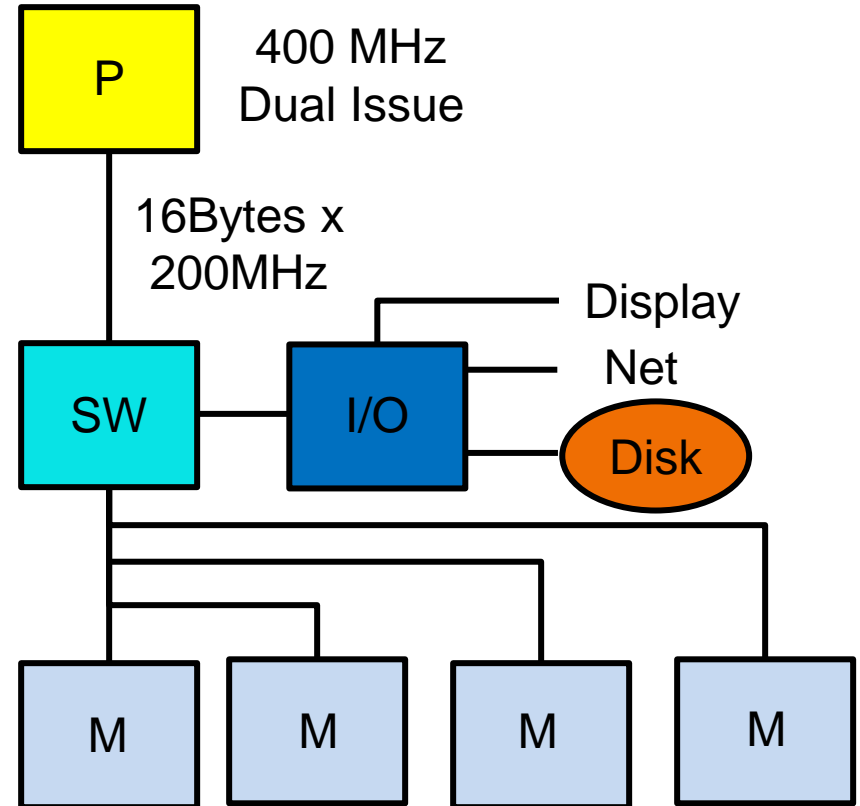 P
400 MHz
Dual Issue
16Bytes x
200MHz
Display
Net
SW
I/O
Disk
M
M
M
M